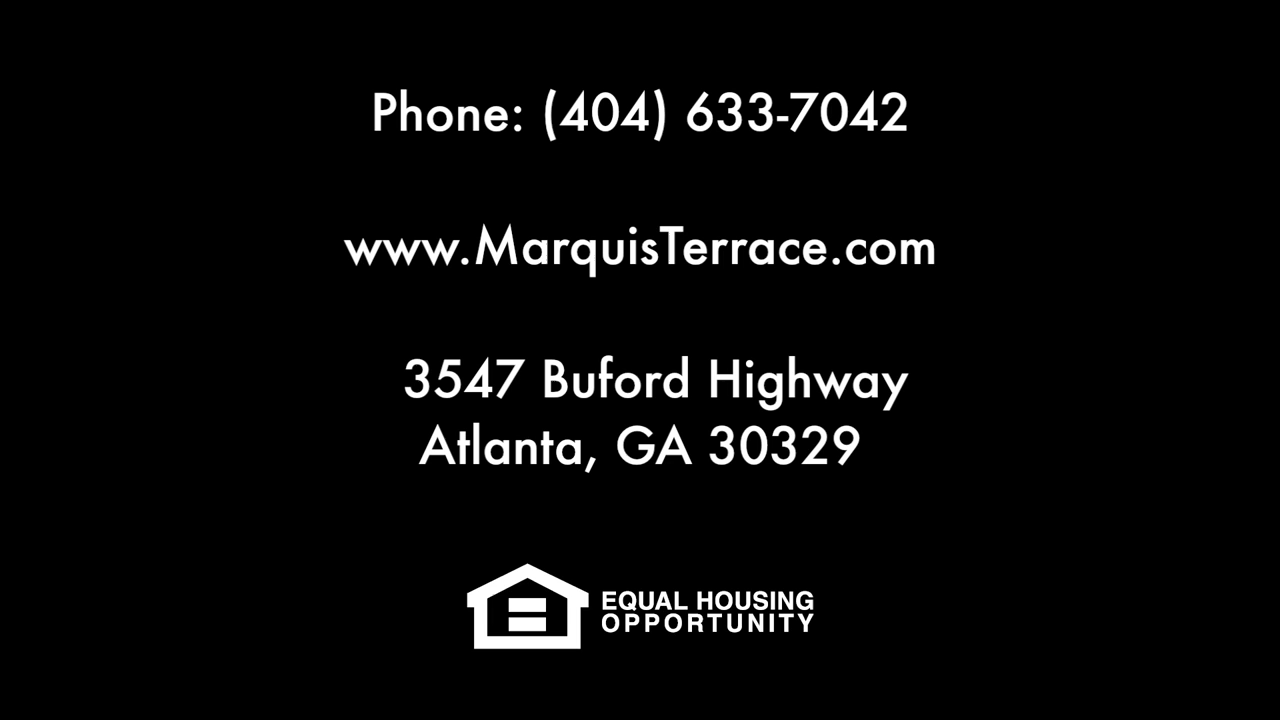 Phone: (404) 633-7042
www.MarquisTerrace.com
3547 Buford Highway
Atlanta, GA 30329
EQUAL HOUSING
OPPORTUNITY